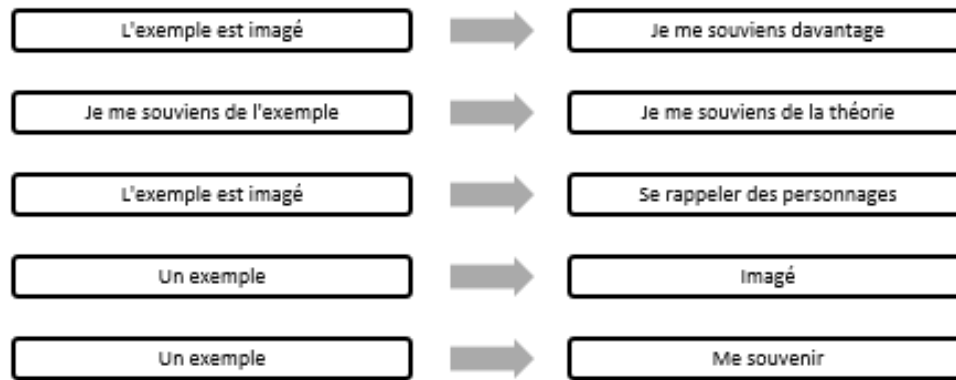 L'exemple est imagé
Je me souviens davantage
Je me souviens de l'exemple
Je me souviens de la théorie
L'exemple est imagé
Se rappeler des personnages
Un exemple
Imagé
Un exemple
Me souvenir